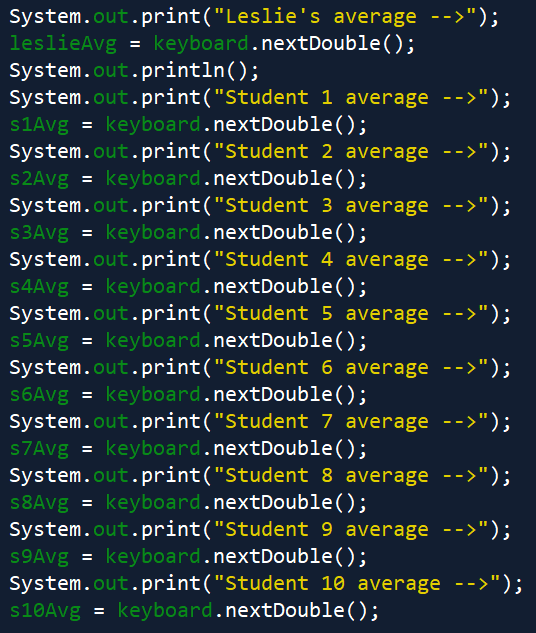 System.out.print("Leslie's average -->");
leslieAvg = keyboard.nextDouble();
System.out.println();
System.out.print("Student 1 average -->");
s1Avg = keyboard.nextDouble();
System.out.print("Student 2 average -->");
s2Avg = keyboard.nextDouble();
System.out.print("Student 3 average -->");
s3Avg = keyboard.nextDouble();
System.out.print("Student 4 average -->");
s4Avg = keyboard.nextDouble();
System.out.print("Student 5 average -->");
s5Avg = keyboard.nextDouble();
System.out.print("Student 6 average -->");
s6Avg = keyboard.nextDouble();
System.out.print("Student 7 average -->");
s7Avg = keyboard.nextDouble();
System.out.print("Student 8 average -->");
s8Avg = keyboard.nextDouble();
System.out.print("Student 9 average -->");
s9Avg = keyboard.nextDouble();
System.out.print("Student 10 average -->");
s10Avg = keyboard.nextDouble();